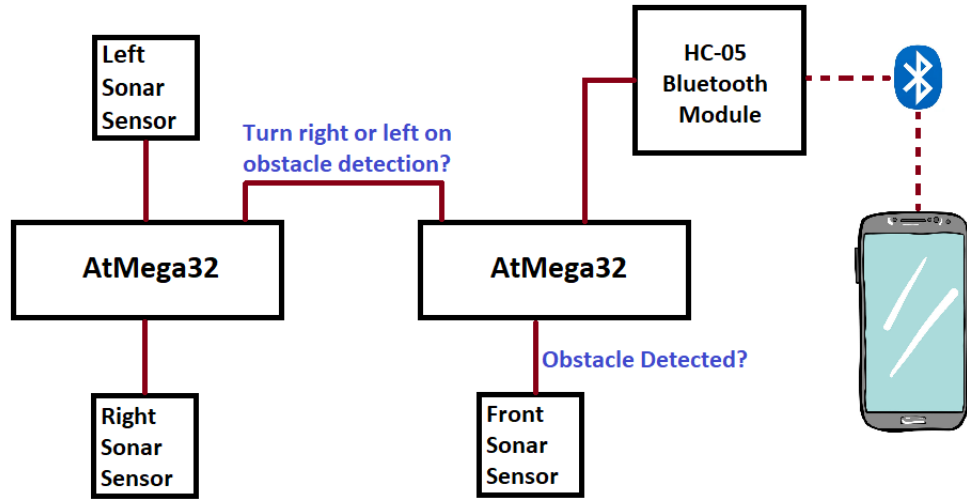 Left
Sonar
Sensor
HC-05
Bluetooth
Module
Turn right or left on
obstacle detection?
AtMega32
AtMega32
Obstacle Detected?
Right
Sonar
Sensor
Front
Sonar
Sensor